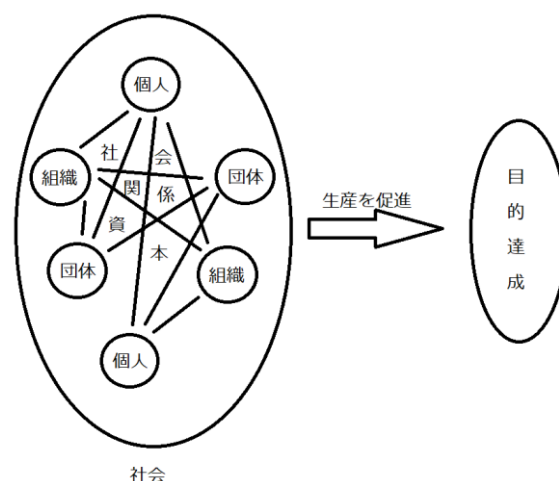 個人
社会
組織
関係
団体
資本
団体
組織
個人
社会
生産を促進
目的達成